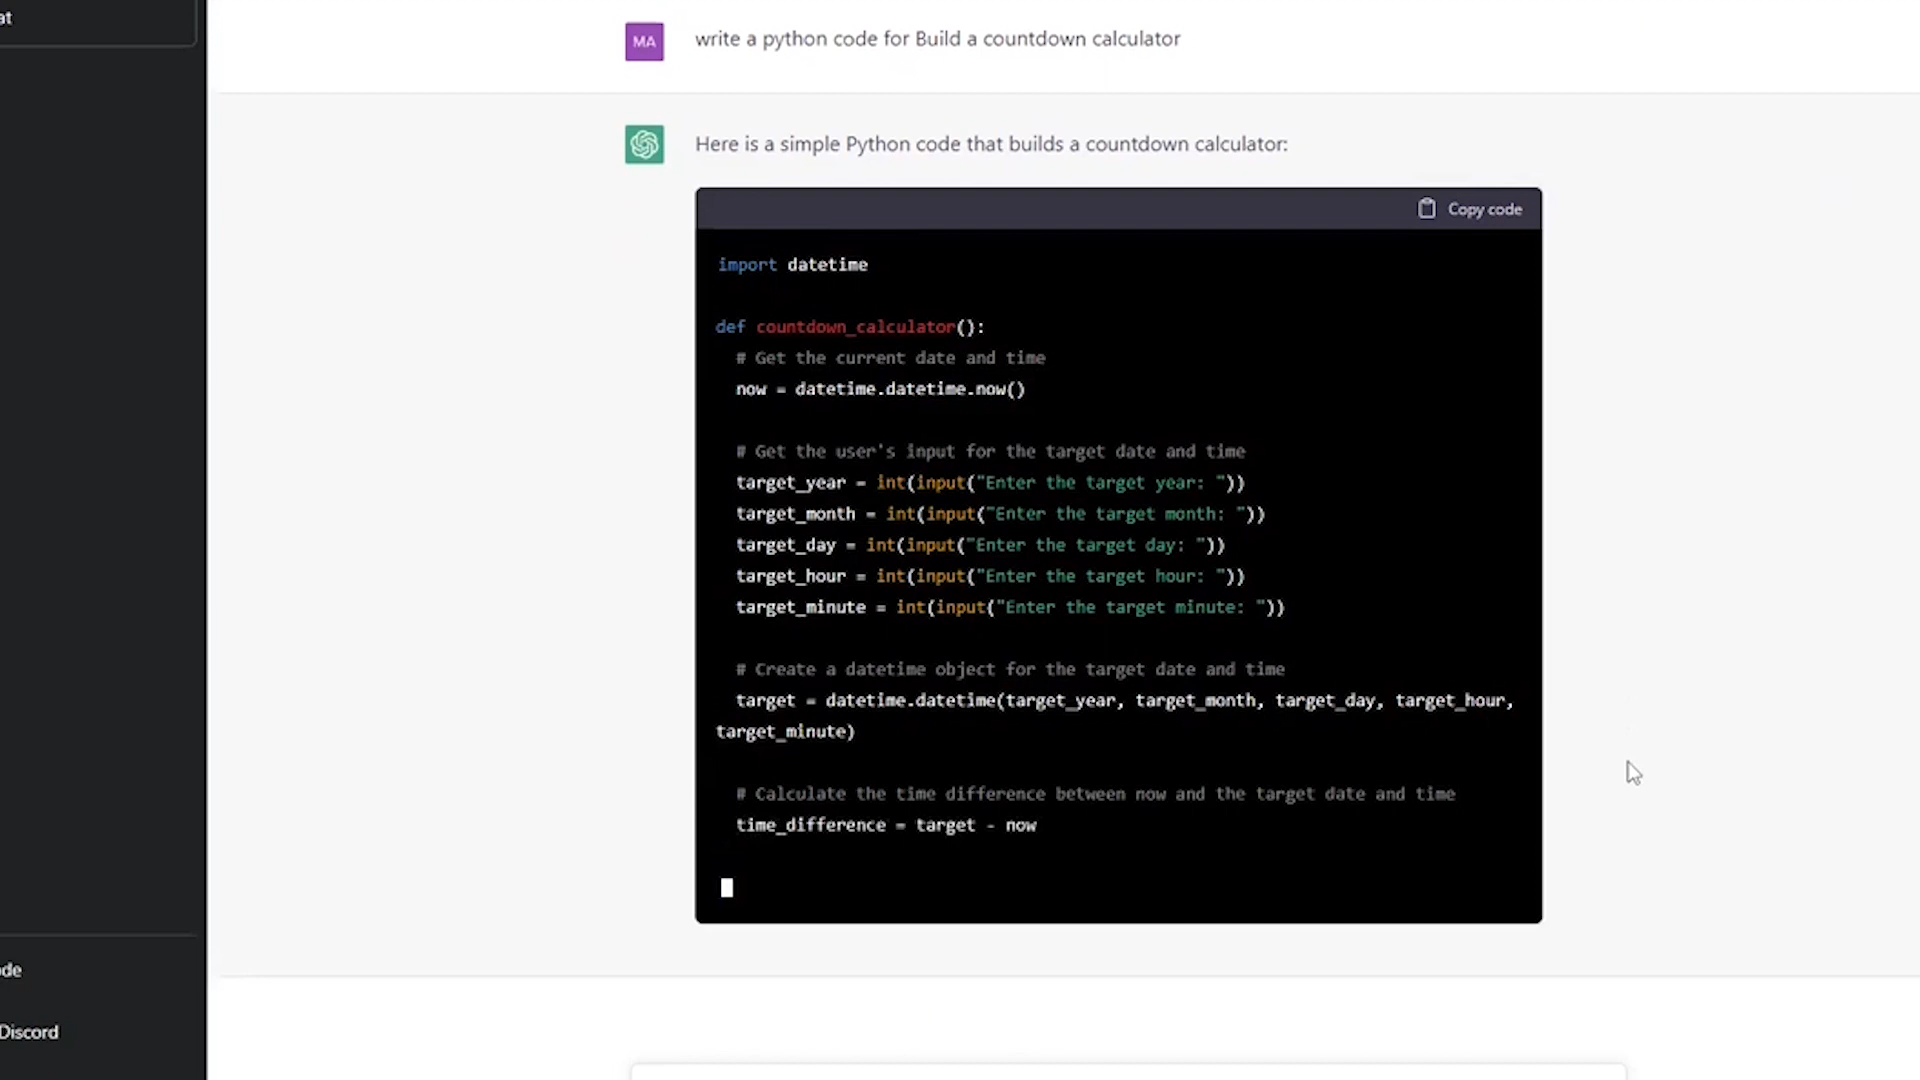 at
MA
write a python code for Build a countdown calculator
Here is a simple Python code that builds a countdown calculator:
Copy code
import datetime
def countdown_calculator():
# Get the current date and time
now = datetime.datetime.now()
# Get the user's input for the target date and time
target_year = int(input("Enter the target year: "))
target_month = int(input("Enter the target month: "))
target_day = int(input("Enter the target day: "))
target_hour = int(input("Enter the target hour: "))
target_minute = int(input("Enter the target minute: "))
# Create a datetime object for the target date and time
target = datetime.datetime(target_year, target_month, target_day, target_hour,
target_minute)
# Calculate the time difference between now and the target date and time
time_difference = target - now
ode
Discord